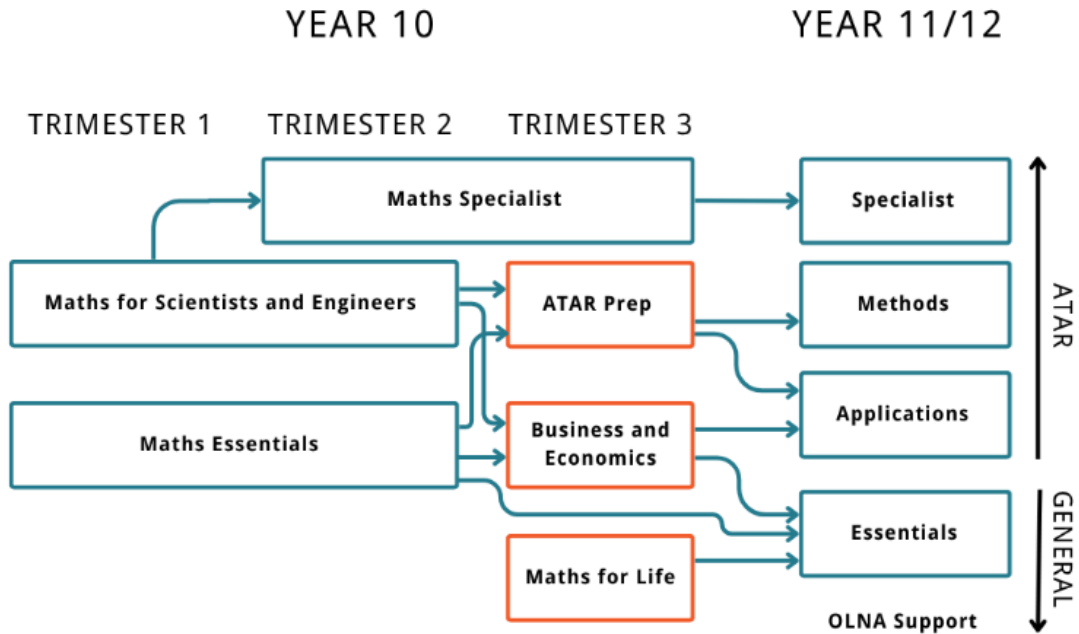 YEAR 10
YEAR 11/12
TRIMESTER 1
TRIMESTER 2
TRIMESTER 3
Maths Specialist
Specialist
Maths for Scientists and Engineers
ATAR Prep
Methods
ATAR
Maths Essentials
Business and
Economics
Applications
Essentials
GENERAL
Maths for Life
OLNA Support